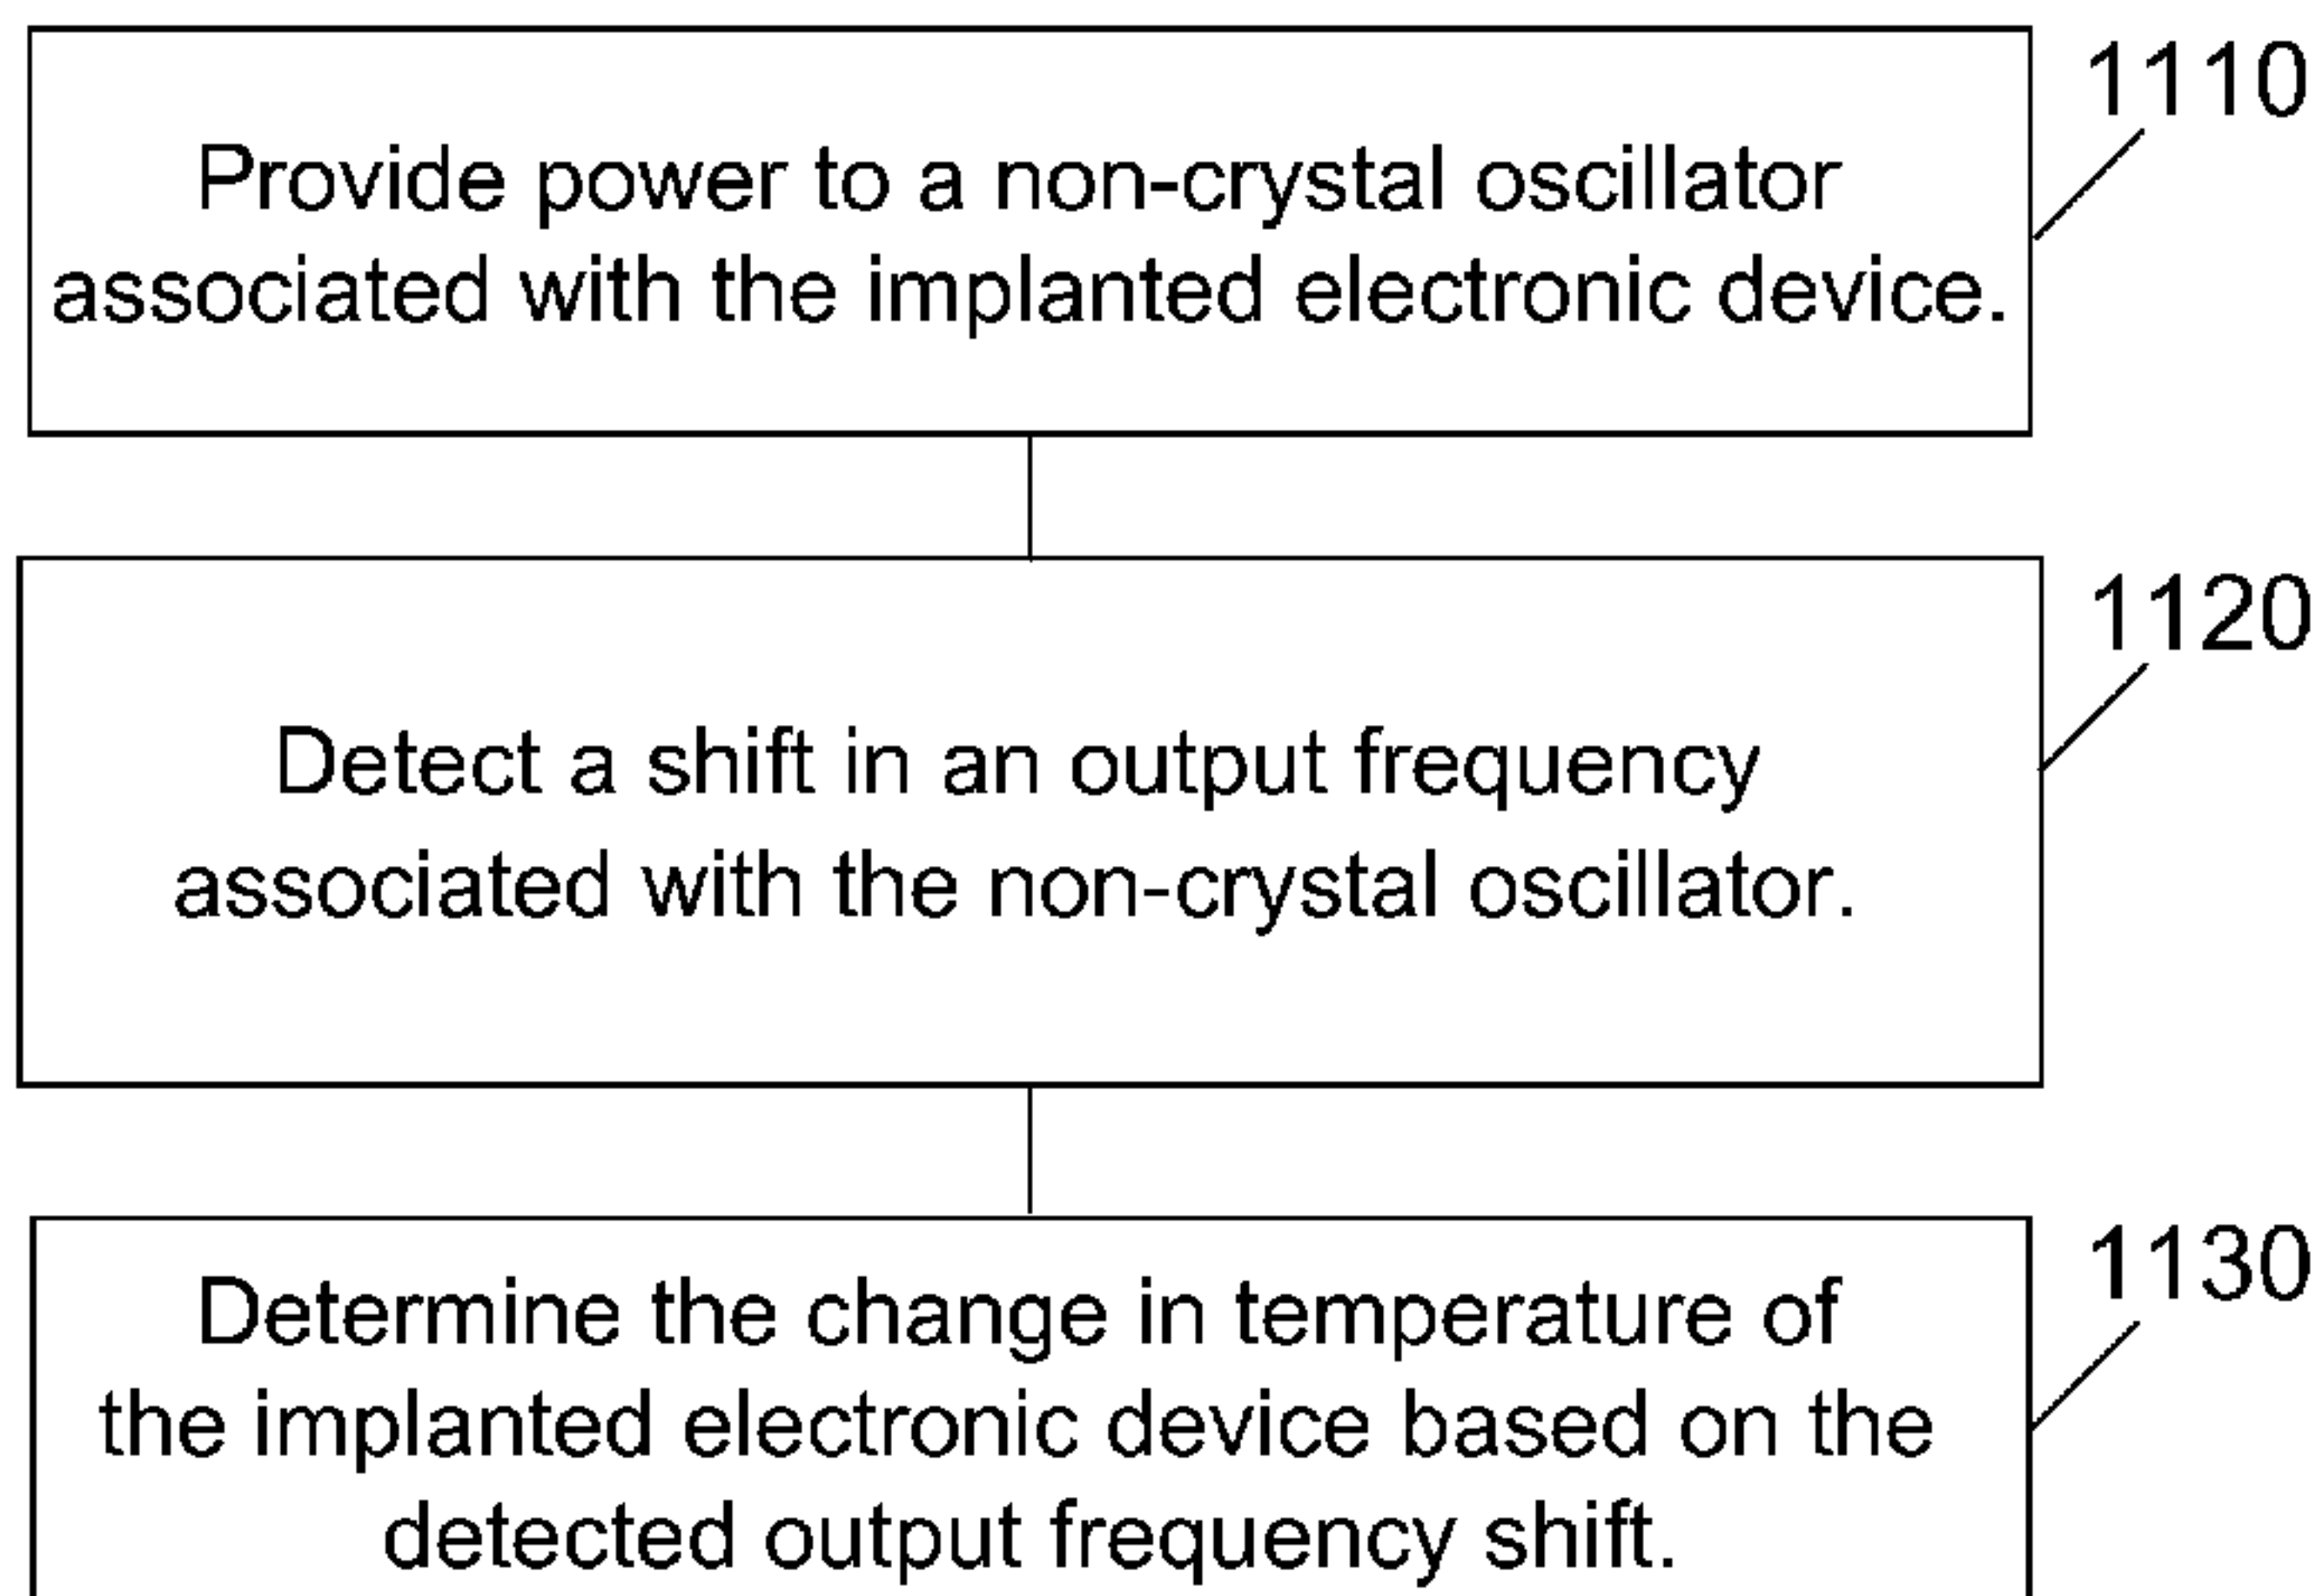 1110
Provide power to a non-crystal oscillator
associated with the implanted electronic device.
1120
Detect a shift in an output frequency
associated with the non-crystal oscillator.
1130
Determine the change in temperature of
the implanted electronic device based on the
detected output frequency shift.